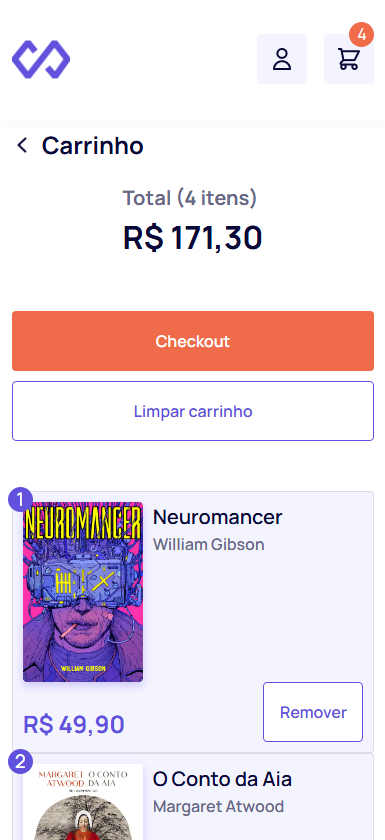 4
Carrinho
Total (4 itens)
R$ 171,30
Checkout
Limpar carrinho
1
NEUROMANCER
WILLIAM GIBSON
Neuromancer
William Gibson
R$ 49,90
Remover
2
MARGARET O CONTO
ATWOOD DA AIA
O Conto da Aia
Margaret Atwood